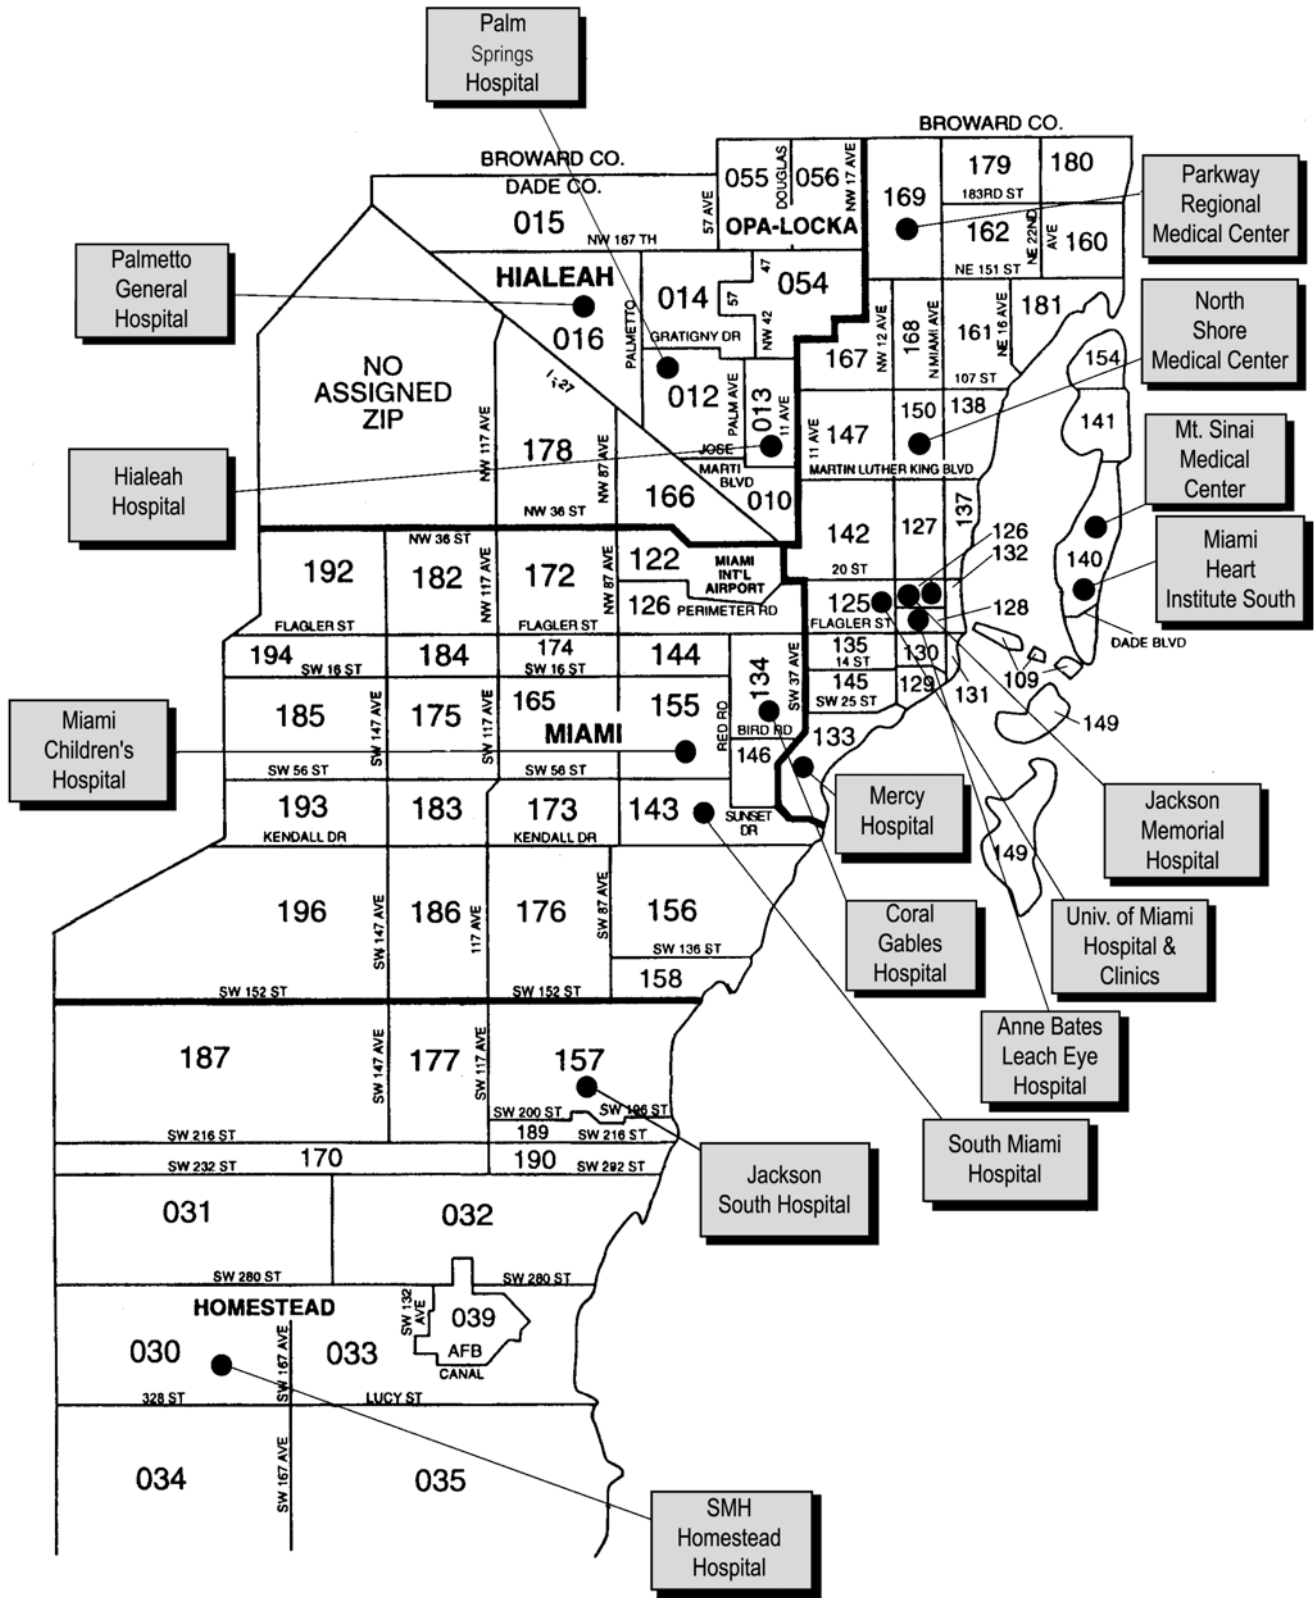 Palm
Springs
Hospital
BROWARD CO.
BROWARD CO.
DADE CO.
055
DOUGLAS
056
NW 17 AVE
179
180
183RD ST
169
Parkway
Regional
Medical Center
015
57 AVE
OPA-LOCKA
162
NE 22ND
AVE
160
NW 167 TH
NE 151 ST
Palmetto
General
Hospital
HIALEAH
016
PALMETTO
014
57
47
054
GRATIGNY DR
NW 42
NW 12 AVE
168
N MIAMI AVE
161
NE 16 AVE
181
North
Shore
Medical Center
167
107 ST
154
NO
ASSIGNED
ZIP
012
PALM AVE
013
11 AVE
150
138
141
Mt. Sinai
Medical
Center
NW 117 AVE
178
NW 87 AVE
JOSE
MARTI
BLVD
11 AVE
147
MARTIN LUTHER KING BLVD
Hialeah
Hospital
166
010
NW 36 ST
142
127
137
126
132
140
Miami
Heart
Institute South
NW 36 ST
192
182
NW 117 AVE
172
NW 87 AVE
122
MIAMI
INT'L
AIRPORT
20 ST
126
PERIMETER RD
125
128
FLAGLER ST
FLAGLER ST
FLAGLER ST
DADE BLVD
194
SW 16 ST
184
174
SW 16 ST
144
134
SW 37 AVE
135
14 ST
130
109
185
SW 147 AVE
175
SW 117 AVE
165
155
RED RD
145
SW 25 ST
129
131
149
Miami
Children's
Hospital
MIAMI
BIRD RD
146
133
SW 56 ST
SW 56 ST
Mercy
Hospital
Jackson
Memorial
Hospital
193
183
173
143
SUNSET
DR
KENDALL DR
KENDALL DR
149
196
SW 147 AVE
186
117 AVE
176
SW 87 AVE
156
Coral
Gables
Hospital
Univ. of Miami
Hospital &
Clinics
SW 136 ST
158
SW 152 ST
SW 152 ST
Anne Bates
Leach Eye
Hospital
187
SW 147 AVE
177
SW 117 AVE
157
SW 200 ST
SW 196 ST
SW 216 ST
189
SW 216 ST
South Miami
Hospital
170
SW 232 ST
190
SW 292 ST
Jackson
South Hospital
031
032
SW 280 ST
SW 280 ST
HOMESTEAD
SW 132
AVE
039
030
SW 167 AVE
033
AFB
CANAL
328 ST
LUCY ST
034
SW 167 AVE
035
SMH
Homestead
Hospital